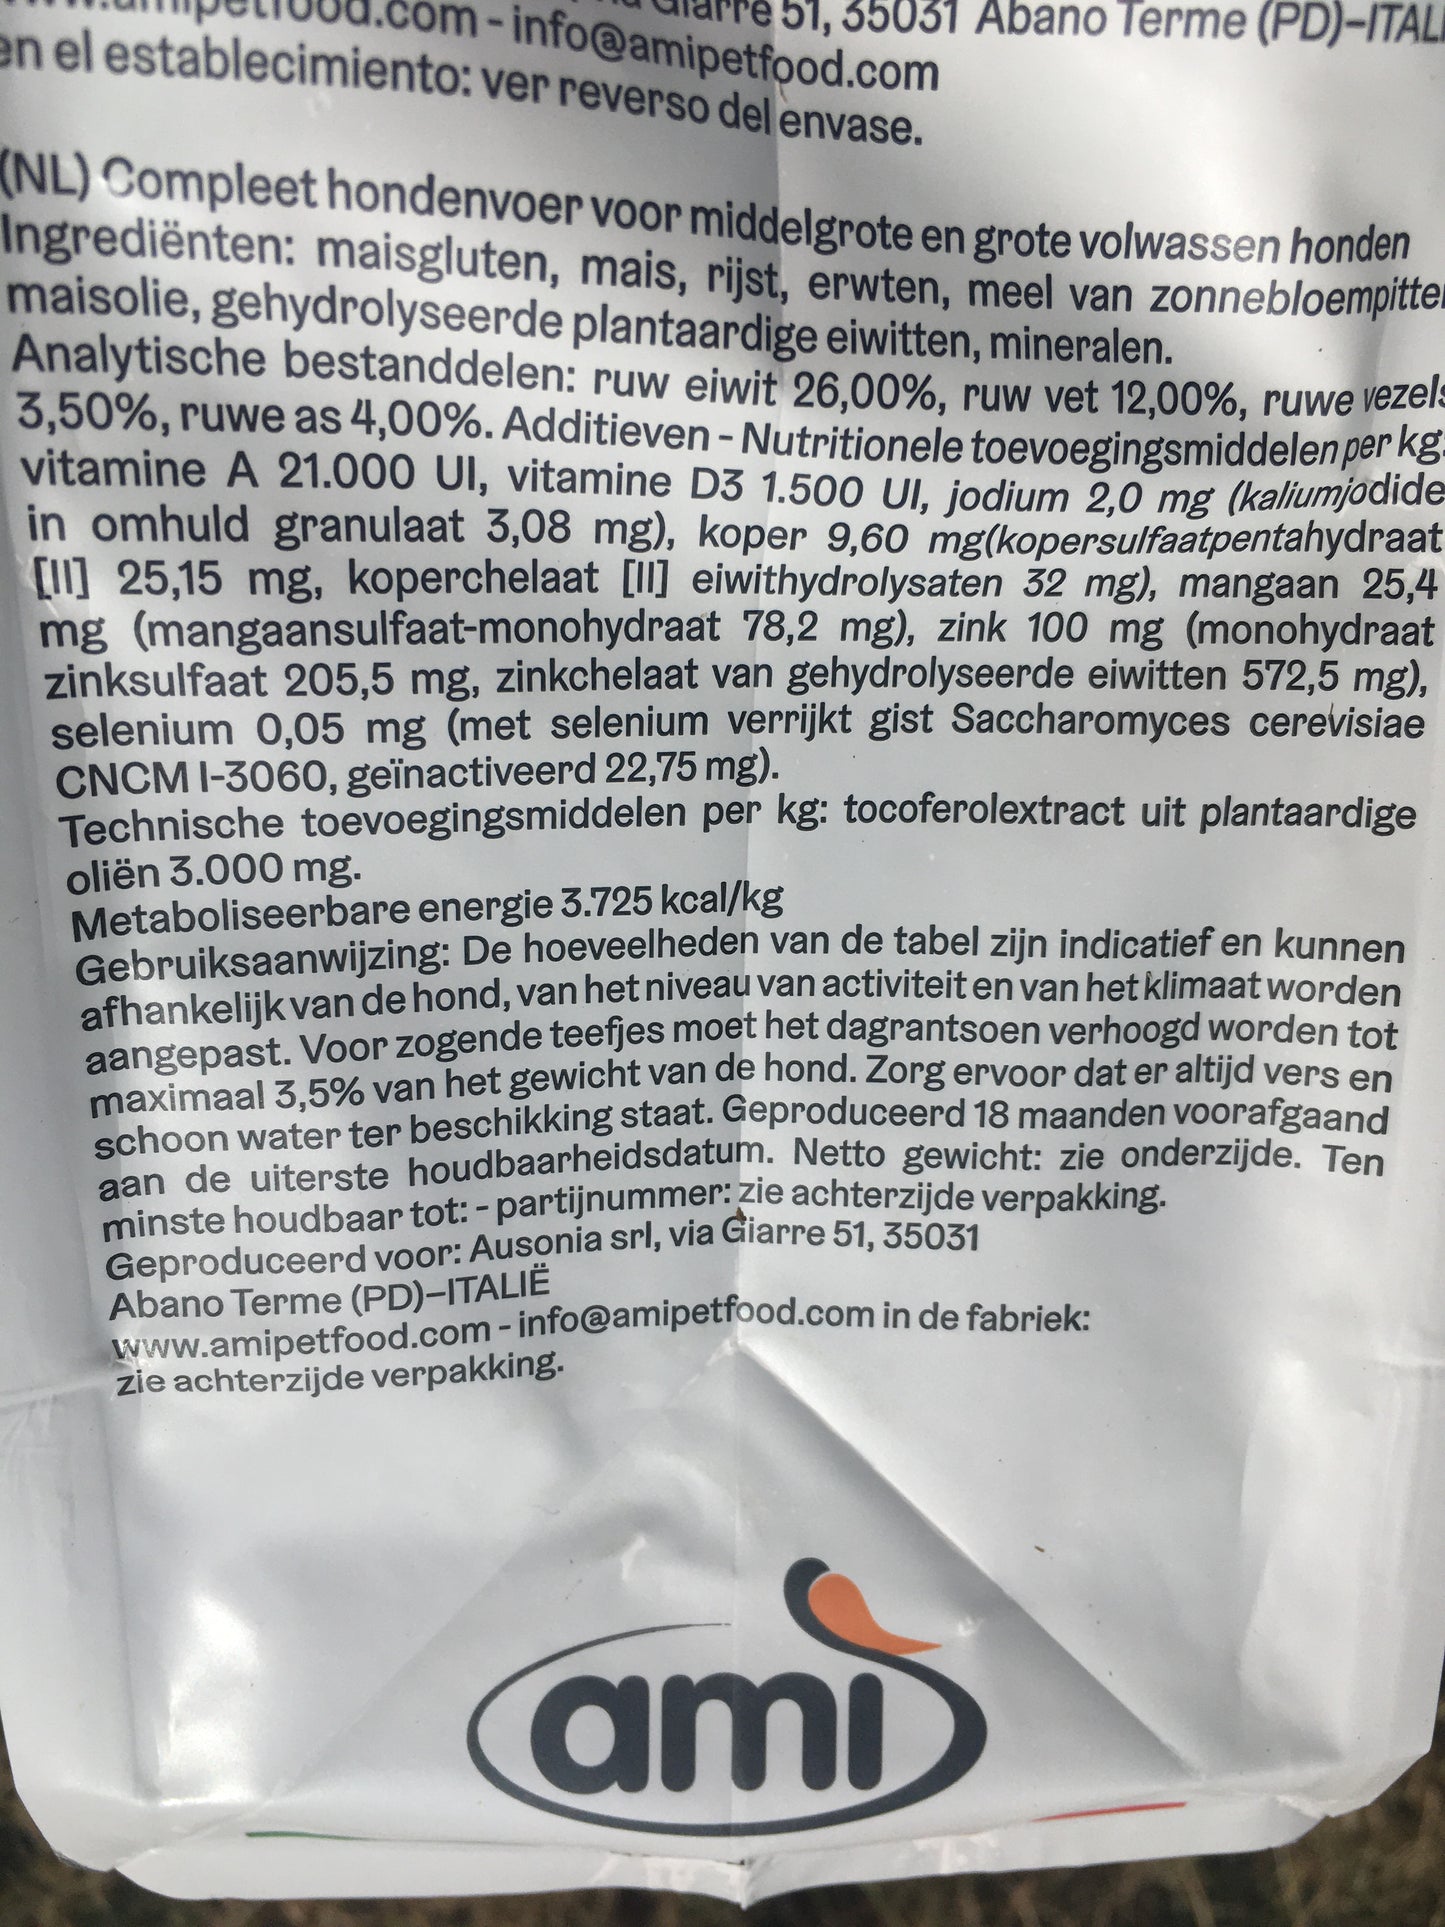 Giarre 51, 35031 Abano Terme (PD)–ITALI
www.amipetfood.com - info@amipetfood.com
en el establecimiento: ver reverso del envase.
(NL) Compleet hondenvoer voor middelgrote en grote volwassen honden
Ingrediënten: maisgluten, mais, rijst, erwten, meel van zonnebloempitte
maisolie, gehydrolyseerde plantaardige eiwitten, mineralen.
Analytische bestanddelen: ruw eiwit 26,00%, ruw vet 12,00%, ruwe vezels
3,50%, ruwe as 4,00%. Additieven - Nutritionele toevoegingsmiddelen per kg:
vitamine A 21.000 UI, vitamine D3 1.500 UI, jodium 2,0 mg (kaliumjodide
in omhuld granulaat 3,08 mg), koper 9,60 mg(kopersulfaatpentahydraat
[II] 25,15 mg, koperchelaat [II] eiwithydrolysaten 32 mg), mangaan 25,4
mg (mangaansulfaat-monohydraat 78,2 mg), zink 100 mg (monohydraat
zinksulfaat 205,5 mg, zinkchelaat van gehydrolyseerde eiwitten 572,5 mg),
selenium 0,05 mg (met selenium verrijkt gist Saccharomyces cerevisiae
CNCM I-3060, geïnactiveerd 22,75 mg).
Technische toevoegingsmiddelen per kg: tocoferolextract uit plantaardige
oliën 3.000 mg.
Metaboliseerbare energie 3.725 kcal/kg
Gebruiksaanwijzing: De hoeveelheden van de tabel zijn indicatief en kunnen
afhankelijk van de hond, van het niveau van activiteit en van het klimaat worden
aangepast. Voor zogende teefjes moet het dagrantsoen verhoogd worden tot
maximaal 3,5% van het gewicht van de hond. Zorg ervoor dat er altijd vers en
schoon water ter beschikking staat. Geproduceerd 18 maanden voorafgaand
aan de uiterste houdbaarheidsdatum. Netto gewicht: zie onderzijde. Ten
minste houdbaar tot: - partijnummer: zie achterzijde verpakking.
Geproduceerd voor: Ausonia srl, via Giarre 51, 35031
Abano Terme (PD)–ITALIË
www.amipetfood.com - info@amipetfood.com in de fabriek:
zie achterzijde verpakking.
amì